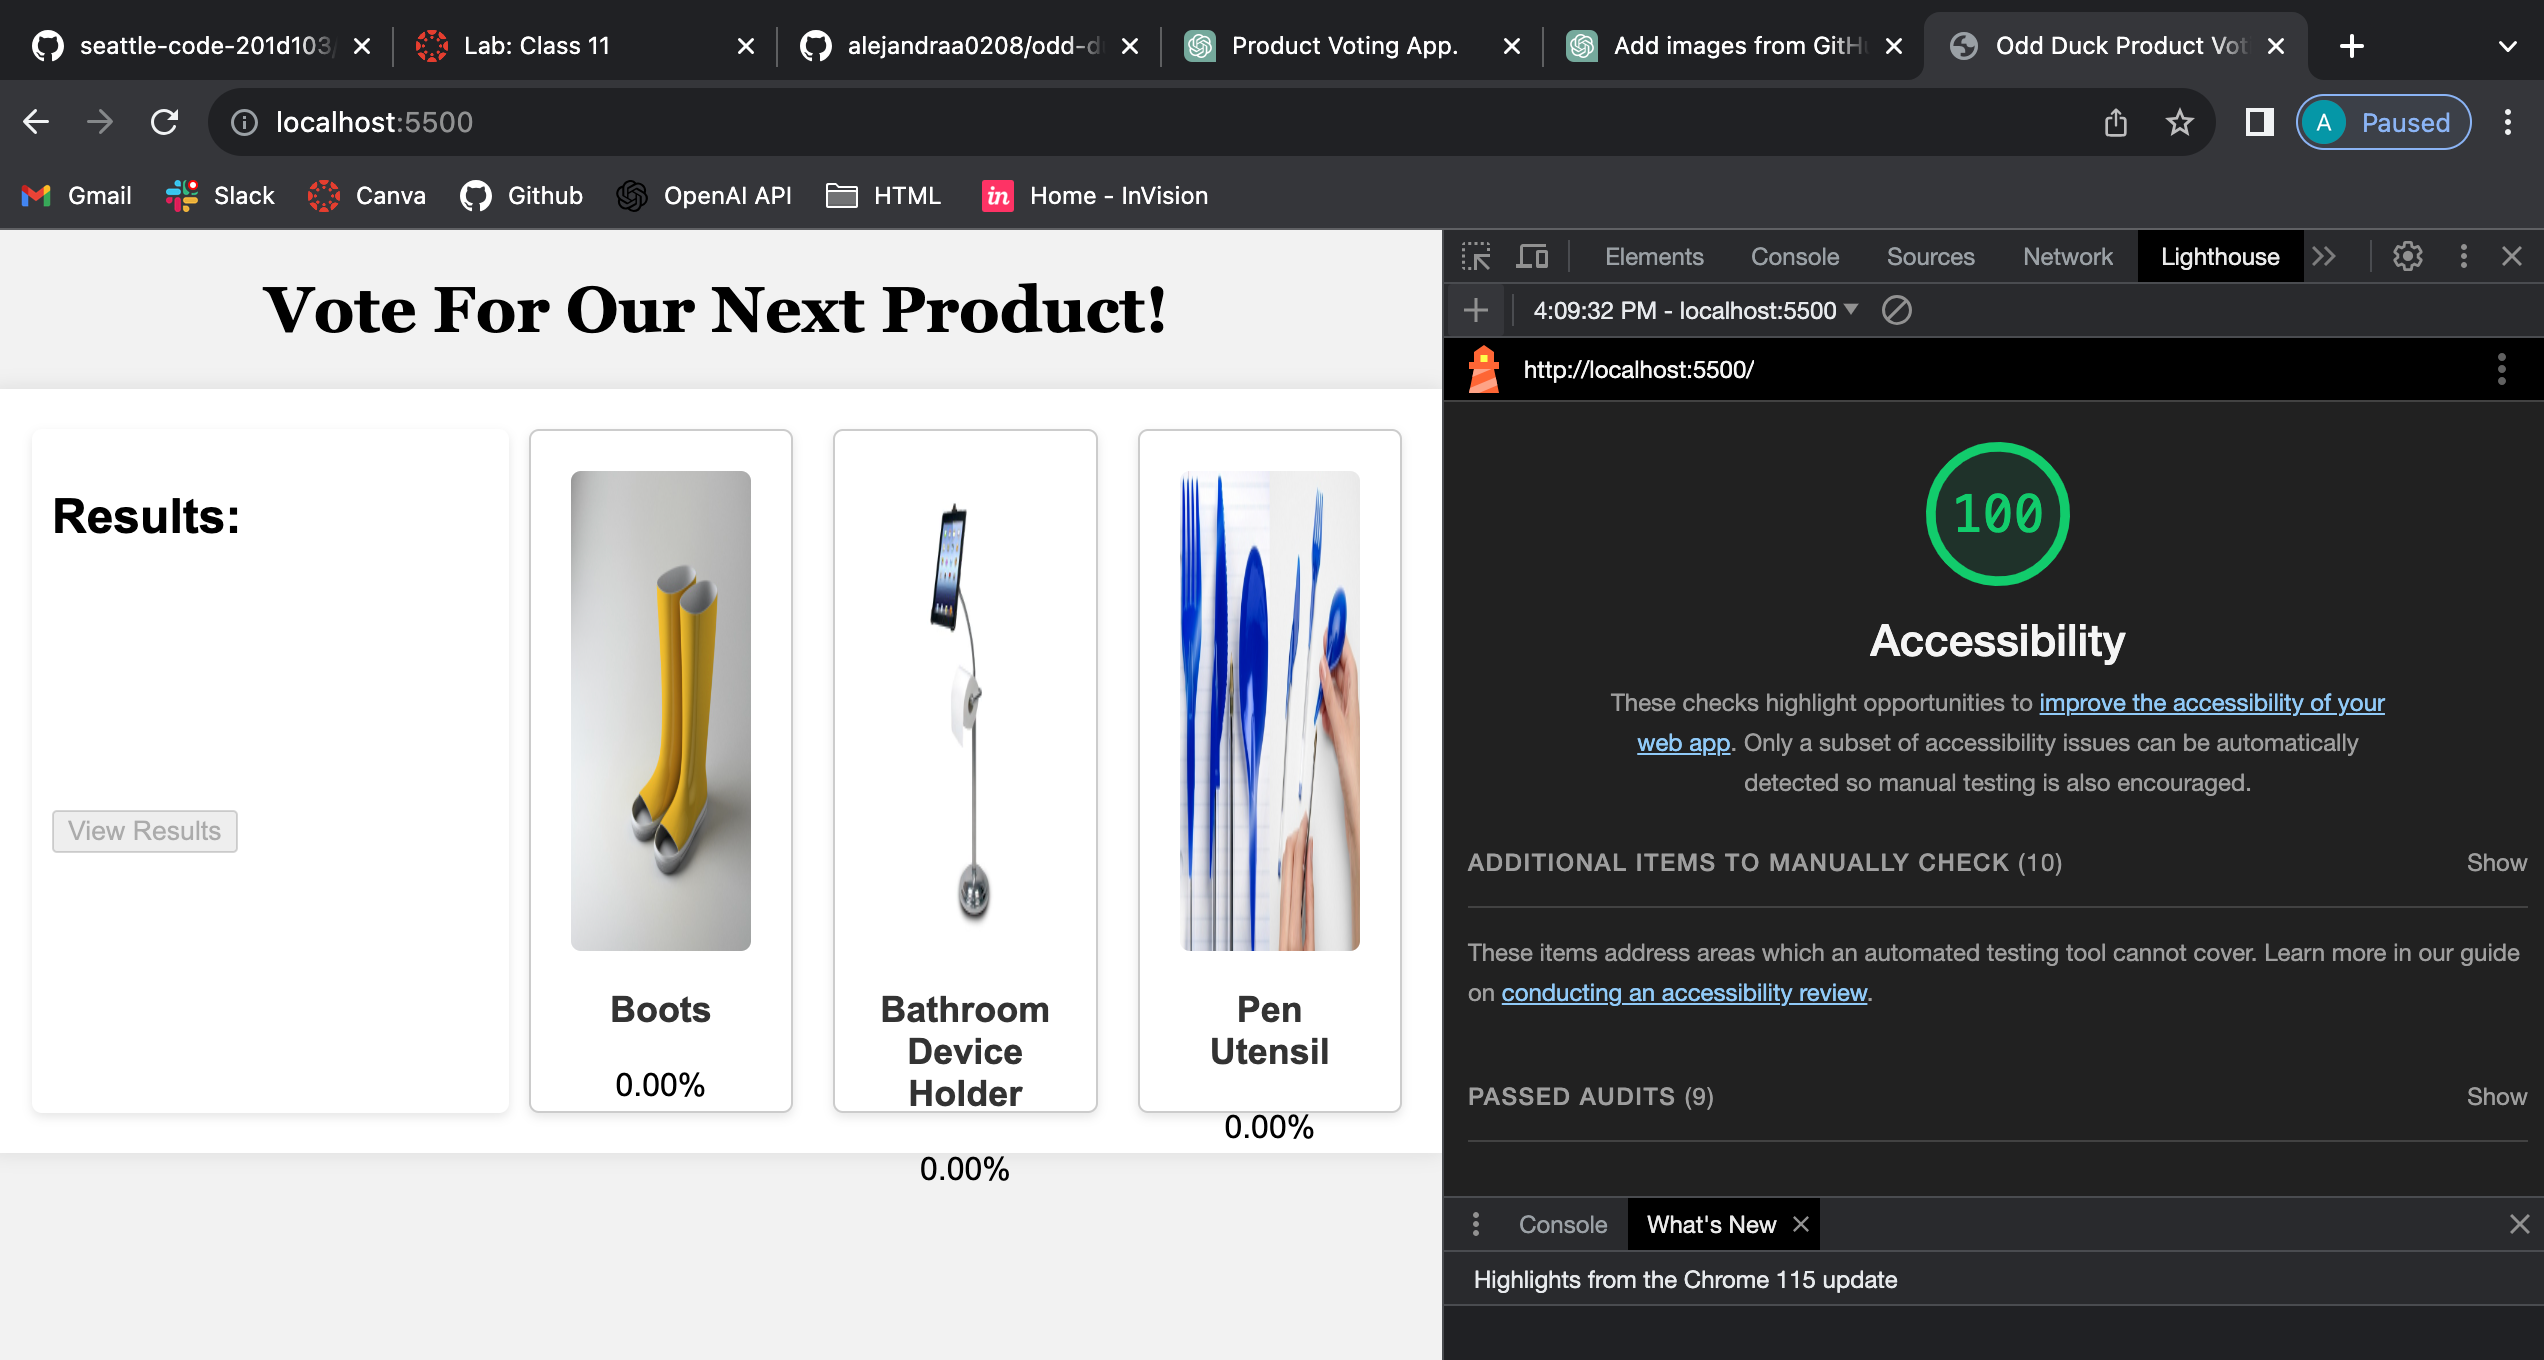 seattle-code-201d103/
Lab: Class 11
alejandraa0208/odd-d
Product Voting App.
Add images from GitH
Odd Duck Product Vot
localhost:5500
A
Paused
Gmail
Slack
Canva
Github
OpenAI API
HTML
in
Home - InVision
Vote For Our Next Product!
Results:
View Results
Boots
0.00%
Bathroom
Device
Holder
0.00%
Pen
Utensil
0.00%
Elements
Console
Sources
Network
Lighthouse
4:09:32 PM - localhost:5500
http://localhost:5500/
100
Accessibility
These checks highlight opportunities to improve the accessibility of your
web app. Only a subset of accessibility issues can be automatically
detected so manual testing is also encouraged.
ADDITIONAL ITEMS TO MANUALLY CHECK (10)
Show
These items address areas which an automated testing tool cannot cover. Learn more in our guide
on conducting an accessibility review.
PASSED AUDITS (9)
Show
Console
What's New
Highlights from the Chrome 115 update